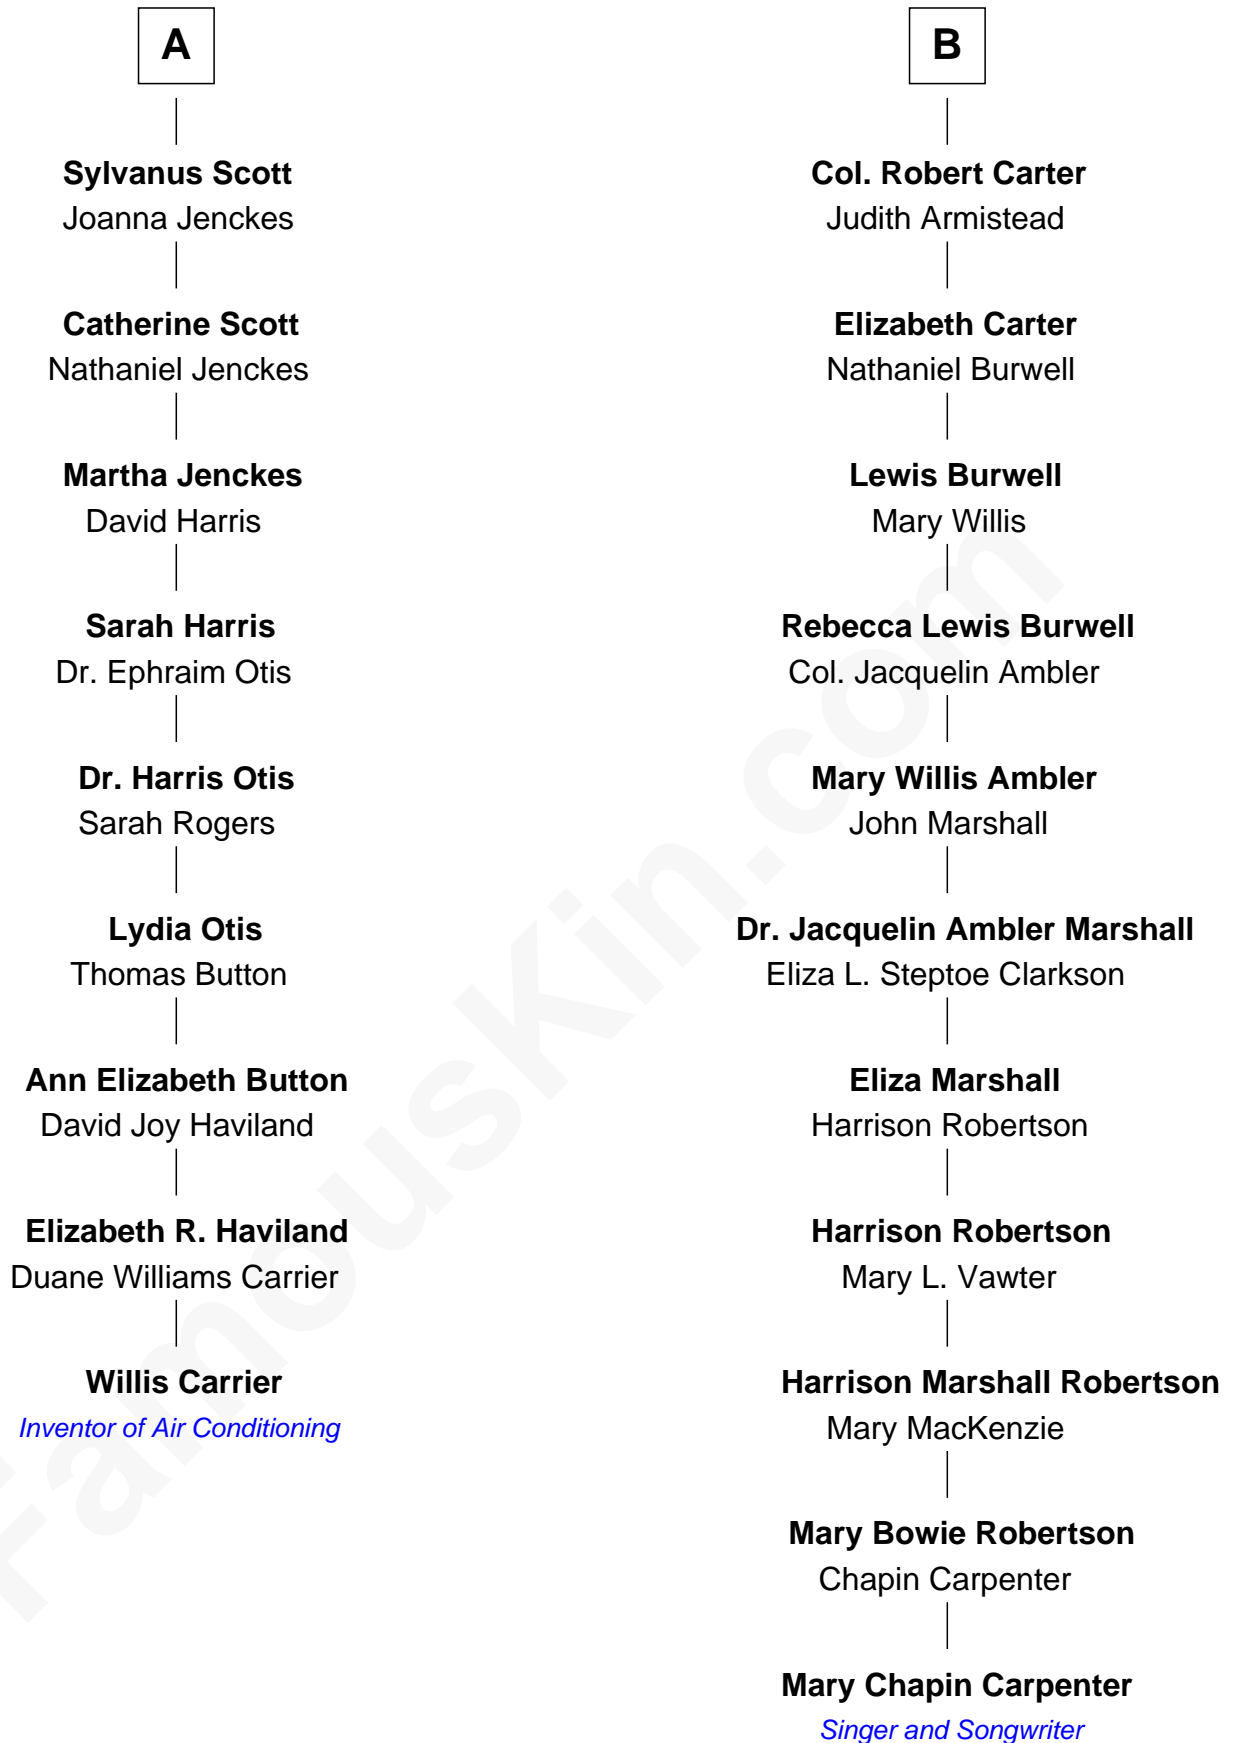 A
Sylvanus Scott
Joanna Jenckes
Catherine Scott
Nathaniel Jenckes
Martha Jenckes
David Harris
Sarah Harris
Dr. Ephraim Otis
Dr. Harris Otis
Sarah Rogers
Lydia Otis
Thomas Button
Ann Elizabeth Button
David Joy Haviland
Elizabeth R. Haviland
Duane Williams Carrier
Willis Carrier
Inventor of Air Conditioning
B
Col. Robert Carter
Judith Armistead
Elizabeth Carter
Nathaniel Burwell
Lewis Burwell
Mary Willis
Rebecca Lewis Burwell
Col. Jacquelin Ambler
Mary Willis Ambler
John Marshall
Dr. Jacquelin Ambler Marshall
Eliza L. Steptoe Clarkson
Eliza Marshall
Harrison Robertson
Harrison Robertson
Mary L. Vawter
Harrison Marshall Robertson
Mary MacKenzie
Mary Bowie Robertson
Chapin Carpenter
Mary Chapin Carpenter
Singer and Songwriter
FamousKin.com